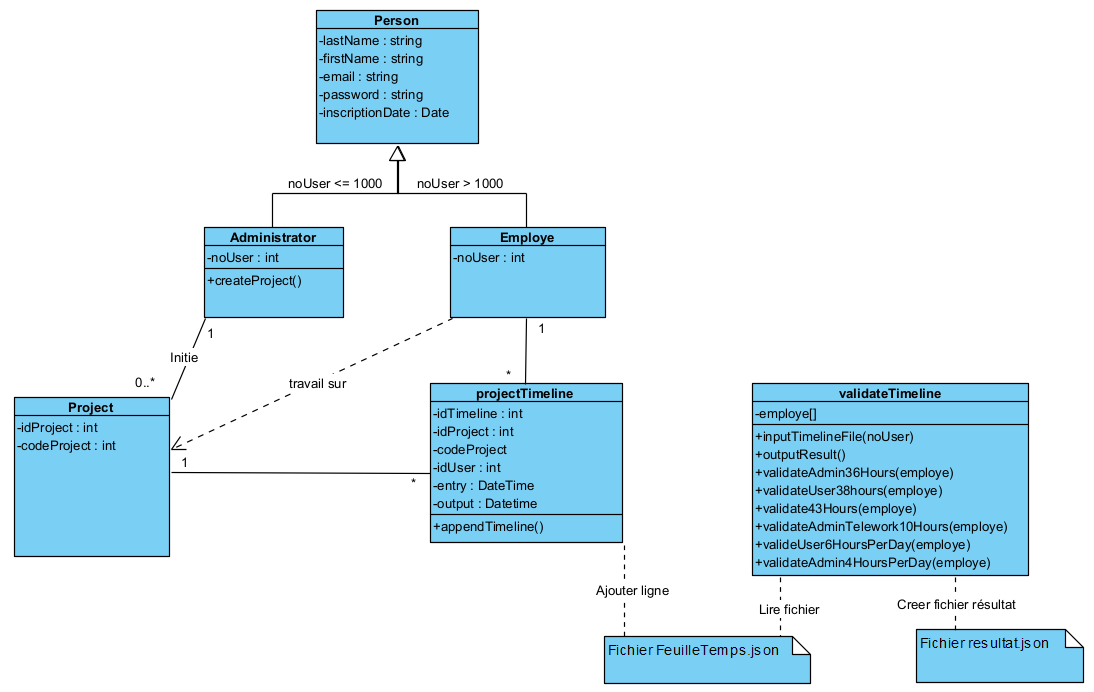 Person
-lastName : string
-firstName : string
-email : string
-password : string
-inscriptionDate : Date
noUser <= 1000
noUser > 1000
Administrator
-noUser : int
+createProject()
Employe
-noUser : int
1
Initie
0..*
travail sur
1
*
Project
-idProject : int
-codeProject : int
1
*
projectTimeline
-idTimeline : int
-idProject : int
-codeProject
-idUser : int
-entry : DateTime
-output : Datetime
+appendTimeline()
validateTimeline
-employe[]
+inputTimelineFile(noUser)
+outputResult()
+validateAdmin36Hours(employe)
+validateUser38hours(employe)
+validate43Hours(employe)
+validateAdminTelework10Hours(employe)
+valideUser6HoursPerDay(employe)
+validateAdmin4HoursPerDay(employe)
Ajouter ligne
Lire fichier
Creer fichier résultat
Fichier FeuilleTemps.json
Fichier resultat.json